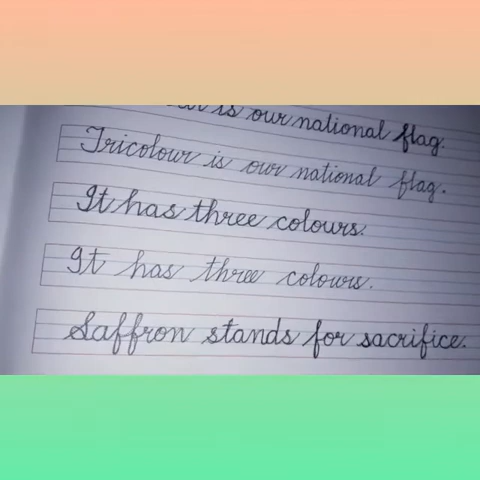 is our national flag.
Tricolour is our national flag.
It has three colours.
It has three colours.
Saffron stands for sacrifice.